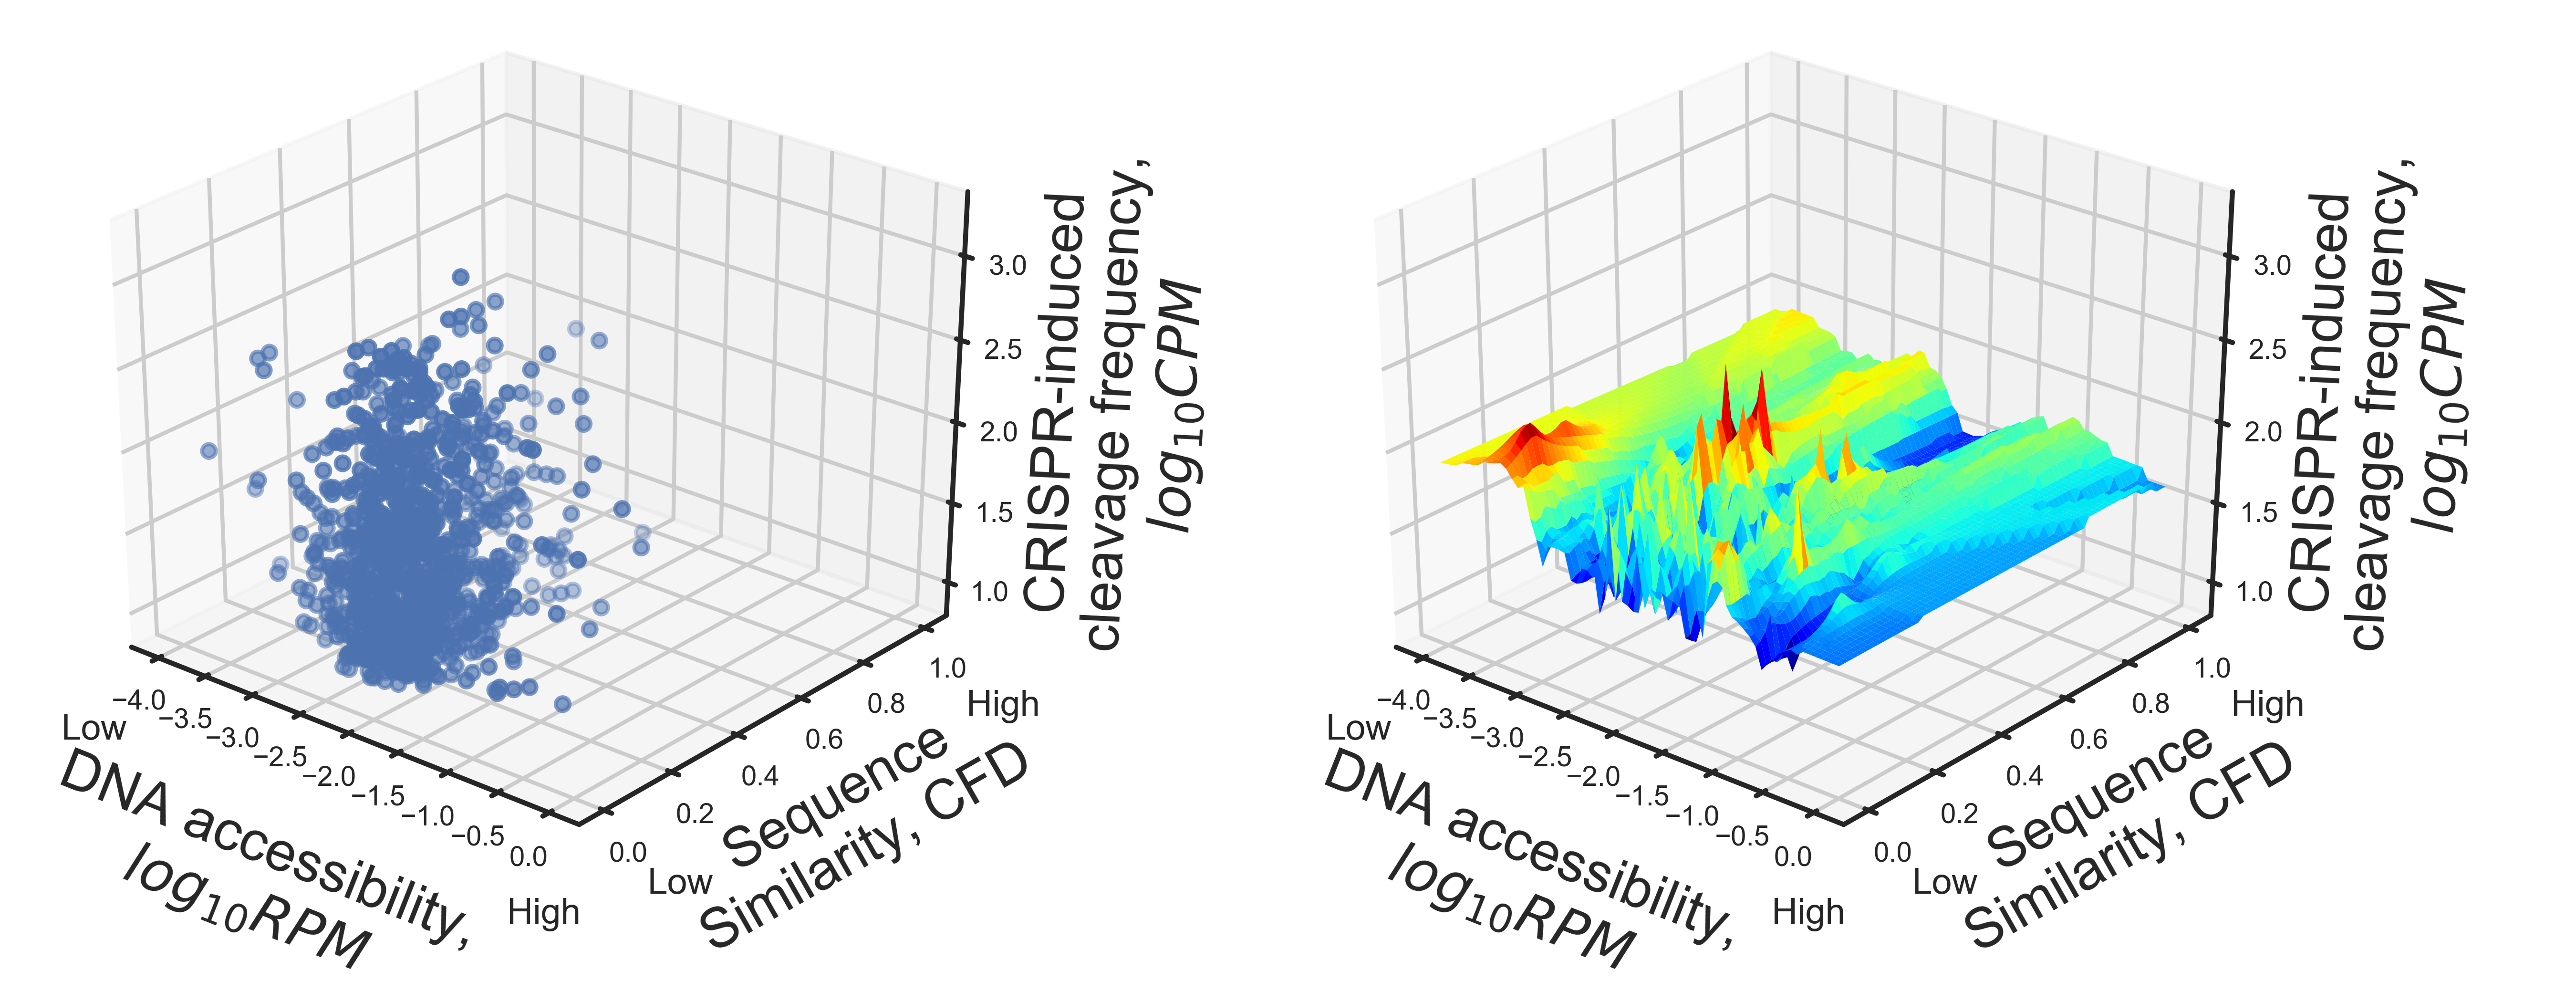 CRISPR-induced
cleavage frequency,
log10CPM
3.0
2.5
2.0
1.5
1.0
−4.0
−3.5
−3.0
−2.5
−2.0
−1.5
−1.0
−0.5
0.0
Low
High
DNA accessibility,
log10RPM
0.0
0.2
0.4
0.6
0.8
1.0
Low
High
Sequence
Similarity, CFD
CRISPR-induced
cleavage frequency,
log10CPM
3.0
2.5
2.0
1.5
1.0
−4.0
−3.5
−3.0
−2.5
−2.0
−1.5
−1.0
−0.5
0.0
Low
High
DNA accessibility,
log10RPM
0.0
0.2
0.4
0.6
0.8
1.0
Low
High
Sequence
Similarity, CFD